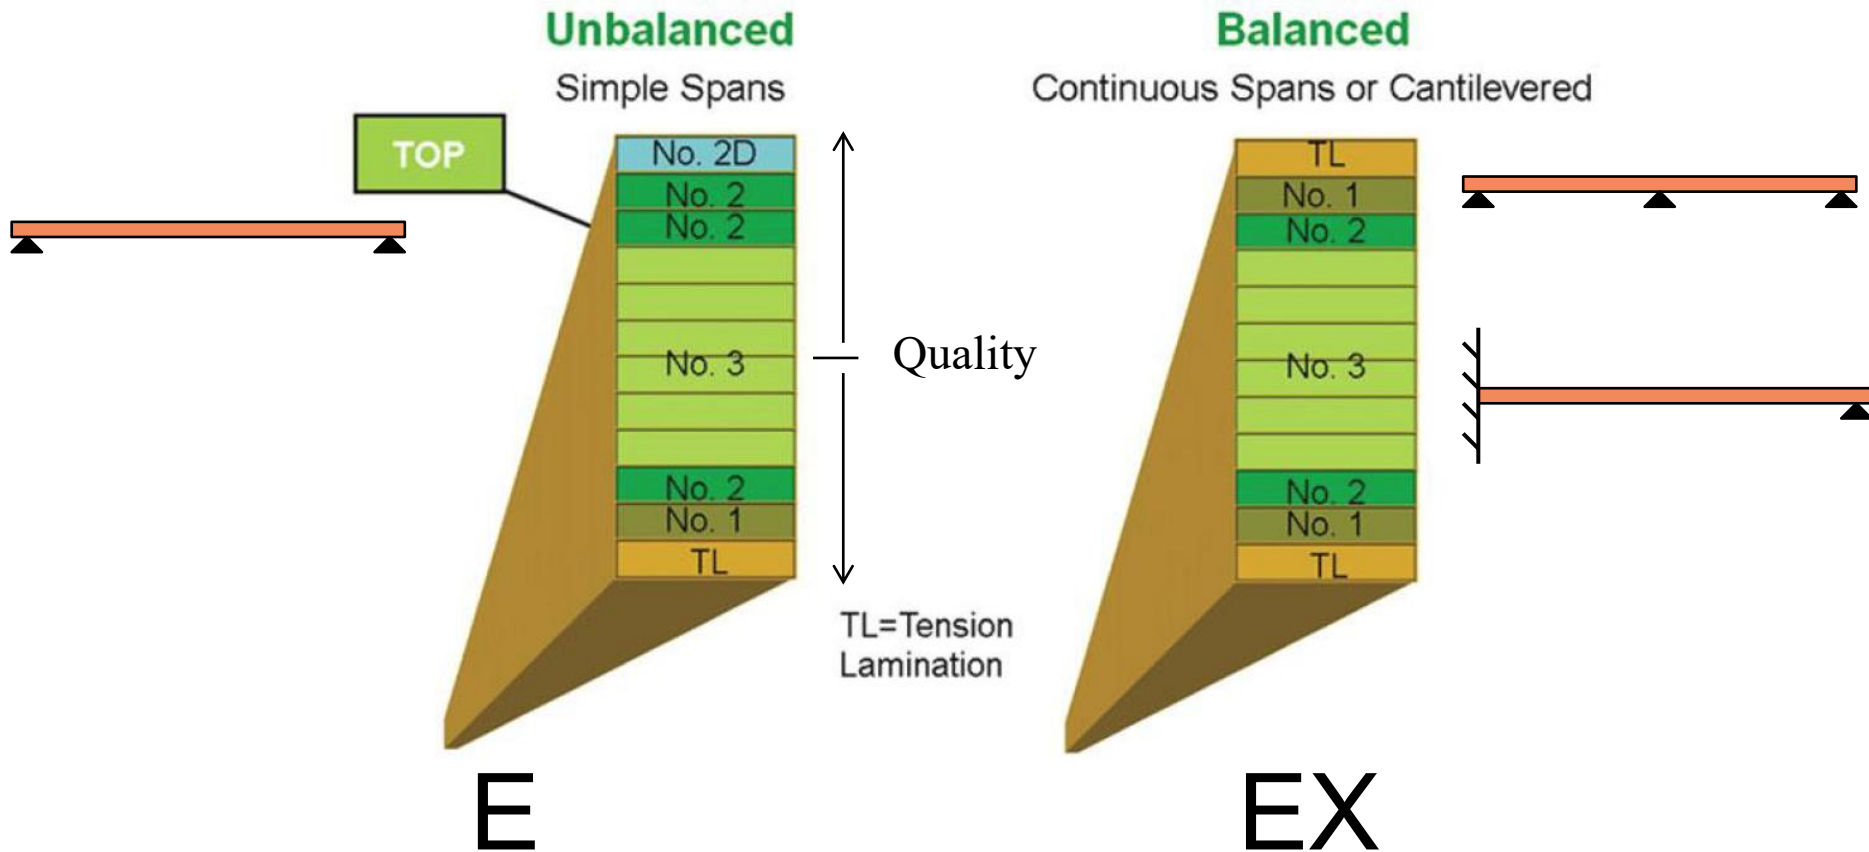 Unbalanced
Simple Spans
TOP
No. 2D
No. 2
No. 2
No. 3
No. 2
No. 1
TL
Quality
TL=Tension
Lamination
E
Balanced
Continuous Spans or Cantilevered
TL
No. 1
No. 2
No. 3
No. 2
No. 1
TL
EX